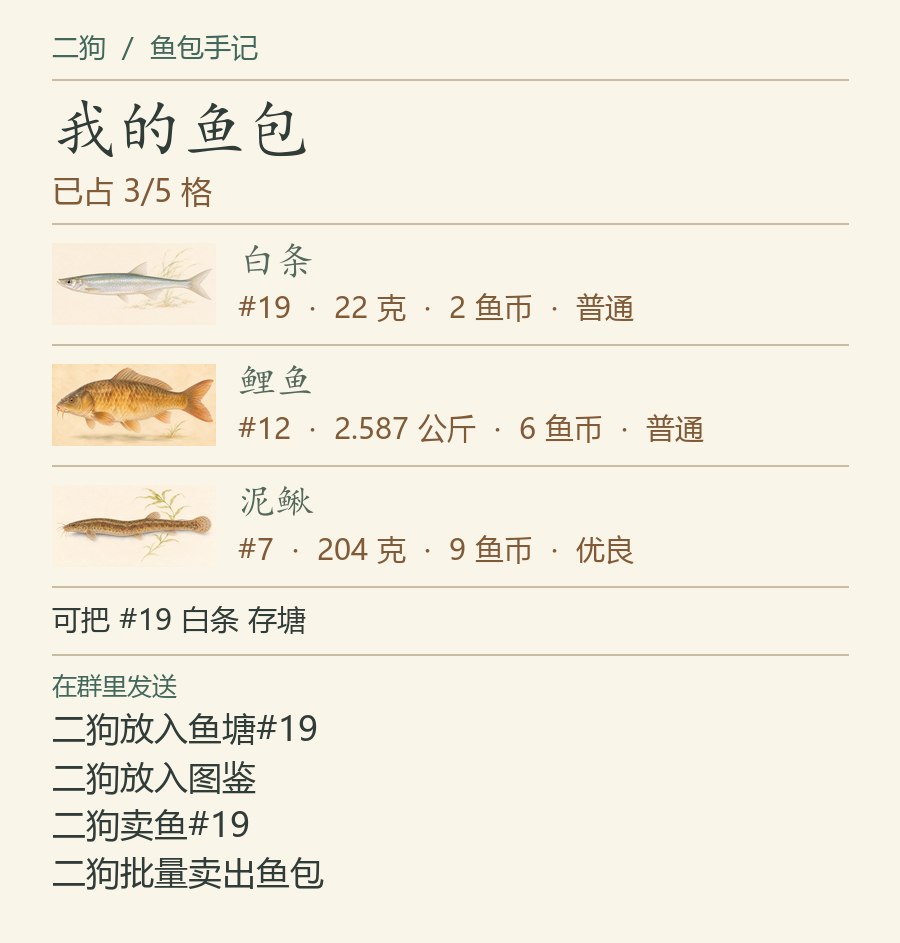 二狗 / 鱼包手记
我的鱼包
已占 3/5 格
白条
#19 · 22 克 · 2 鱼币 · 普通
鲤鱼
#12 · 2.587 公斤 · 6 鱼币 · 普通
泥鳅
#7 · 204 克 · 9 鱼币 · 优良
可把 #19 白条 存塘
在群里发送
二狗放入鱼塘#19
二狗放入图鉴
二狗卖鱼#19
二狗批量卖出鱼包